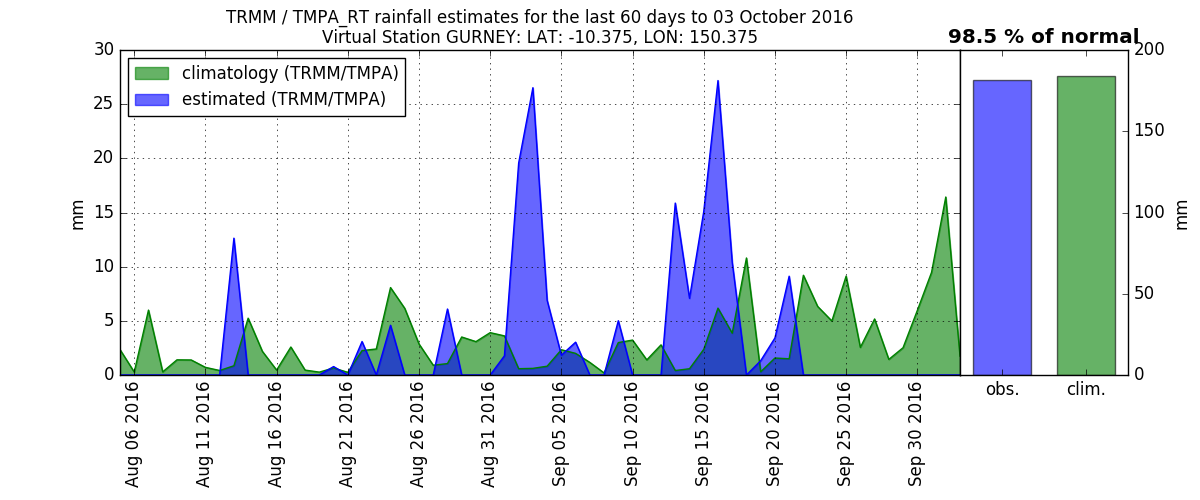 TRMM / TMPA_RT rainfall estimates for the last 60 days to 03 October 2016
Virtual Station GURNEY: LAT: -10.375, LON: 150.375
98.5 % of normal
climatology (TRMM/TMPA)
estimated (TRMM/TMPA)
mm
30
25
20
15
10
5
0
Aug 06 2016
Aug 11 2016
Aug 16 2016
Aug 21 2016
Aug 26 2016
Aug 31 2016
Sep 05 2016
Sep 10 2016
Sep 15 2016
Sep 20 2016
Sep 25 2016
Sep 30 2016
obs.
clim.
200
150
100
50
0
mm